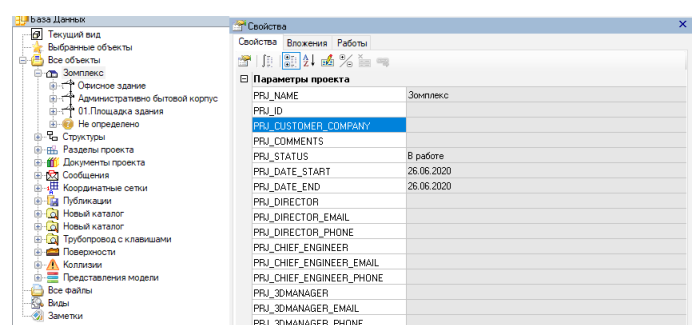 База Данных
Текущий вид
Выбранные объекты
Все объекты
Зомплекс
Офисное здание
Административно бытовой корпус
01.Площадка здания
Не определено
Структуры
Разделы проекта
Документы проекта
Сообщения
Координатные сетки
Публикации
Новый каталог
Новый каталог
Трубопровод с клавишами
Поверхности
Коллизии
Представления модели
Все файлы
Виды
Заметки
Свойства
Свойства Вложения Работы
Параметры проекта
PRJ_NAME Зомплекс
PRJ_ID
PRJ_CUSTOMER_COMPANY
PRJ_COMMENTS
PRJ_STATUS В работе
PRJ_DATE_START 26.06.2020
PRJ_DATE_END 26.06.2020
PRJ_DIRECTOR
PRJ_DIRECTOR_EMAIL
PRJ_DIRECTOR_PHONE
PRJ_CHIEF_ENGINEER
PRJ_CHIEF_ENGINEER_EMAIL
PRJ_CHIEF_ENGINEER_PHONE
PRJ_3DMANAGER
PRJ_3DMANAGER_EMAIL
PRJ_3DMANAGER_PHONE